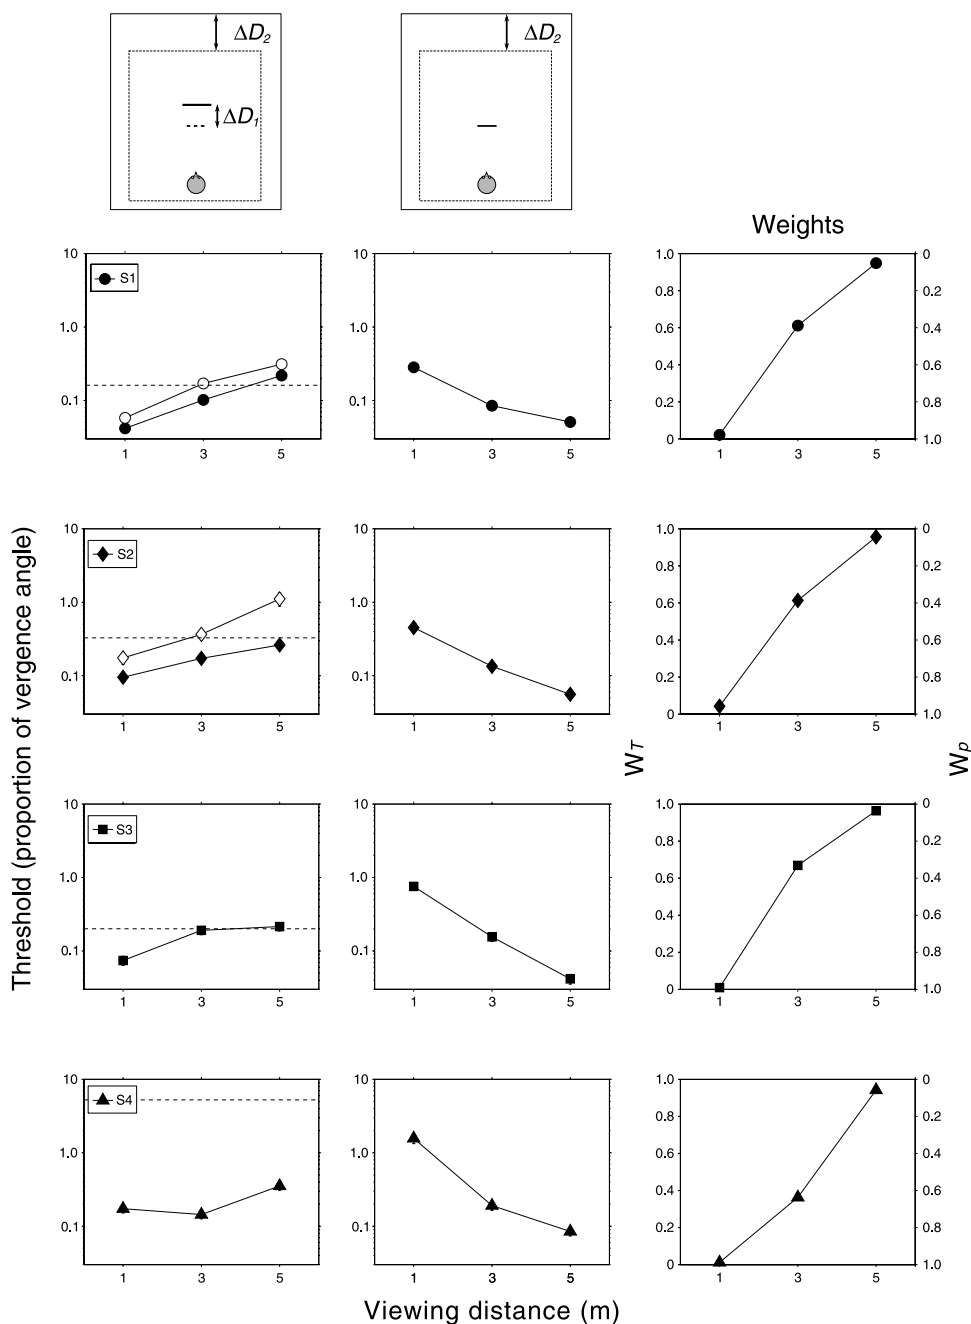 ΔD2 ΔD2
ΔD1
Weights
10 10 1.0 0
S1
0.8 0.2
1.0 1.0
0.6 0.4
0.4 0.6
0.1 0.1
0.2 0.8
0 1.0
1 3 5 1 3 5 1 3 5
10 10 1.0 0
S2
0.8 0.2
1.0 1.0
0.6 0.4
0.4 0.6
0.1 0.1
0.2 0.8
0 1.0
1 3 5 1 3 5 1 3 5
Threshold (proportion of vergence angle)
WT
Wp
10 10 1.0 0
S3
0.8 0.2
1.0 1.0
0.6 0.4
0.4 0.6
0.1 0.1
0.2 0.8
0 1.0
1 3 5 1 3 5 1 3 5
10 10 1.0 0
S4
0.8 0.2
1.0 1.0
0.6 0.4
0.4 0.6
0.1 0.1
0.2 0.8
0 1.0
1 3 5 1 3 5 1 3 5
Viewing distance (m)